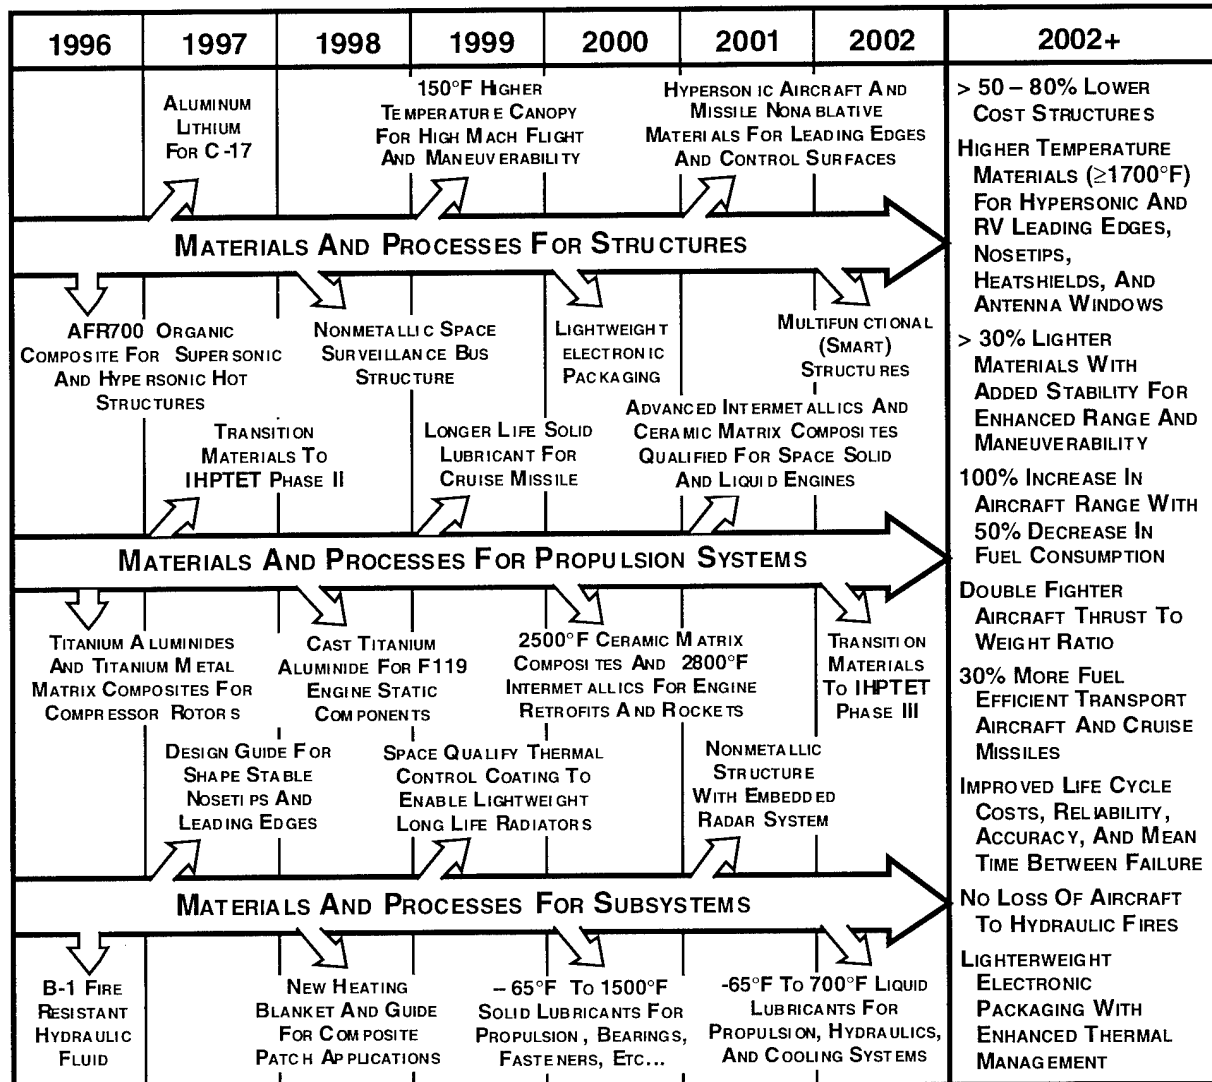 1996 1997 1998 1999 2000 2001 2002 2002+
ALUMINUM
LITHIUM
FOR C-17
150°F HIGHER
TEMPERATURE CANOPY
FOR HIGH MACH FLIGHT
AND MANEUVERABILITY
HYPERSONIC AIRCRAFT AND
MISSILE NONABLATIVE
MATERIALS FOR LEADING EDGES
AND CONTROL SURFACES
MATERIALS AND PROCESSES FOR STRUCTURES
AFR700 ORGANIC
COMPOSITE FOR SUPERSONIC
AND HYPERSONIC HOT
STRUCTURES
NONMETALLIC SPACE
SURVEILLANCE BUS
STRUCTURE
LIGHTWEIGHT
ELECTRONIC
PACKAGING
MULTIFUNCTIONAL
(SMART)
STRUCTURES
TRANSITION
MATERIALS TO
IHPTET PHASE II
LONGER LIFE SOLID
LUBRICANT FOR
CRUISE MISSILE
ADVANCED INTERMETALLICS AND
CERAMIC MATRIX COMPOSITES
QUALIFIED FOR SPACE SOLID
AND LIQUID ENGINES
MATERIALS AND PROCESSES FOR PROPULSION SYSTEMS
TITANIUM ALUMINIDES
AND TITANIUM METAL
MATRIX COMPOSITES FOR
COMPRESSOR ROTORS
CAST TITANIUM
ALUMINIDE FOR F119
ENGINE STATIC
COMPONENTS
2500°F CERAMIC MATRIX
COMPOSITES AND 2800°F
INTERMETALLICS FOR ENGINE
RETROFITS AND ROCKETS
TRANSITION
MATERIALS
TO IHPTET
PHASE III
DESIGN GUIDE FOR
SHAPE STABLE
NOSETIPS AND
LEADING EDGES
SPACE QUALIFY THERMAL
CONTROL COATING TO
ENABLE LIGHTWEIGHT
LONG LIFE RADIATORS
NONMETALLIC
STRUCTURE
WITH EMBEDDED
RADAR SYSTEM
MATERIALS AND PROCESSES FOR SUBSYSTEMS
B-1 FIRE
RESISTANT
HYDRAULIC
FLUID
NEW HEATING
BLANKET AND GUIDE
FOR COMPOSITE
PATCH APPLICATIONS
– 65°F TO 1500°F
SOLID LUBRICANTS FOR
PROPULSION, BEARINGS,
FASTENERS, ETC...
-65°F TO 700°F LIQUID
LUBRICANTS FOR
PROPULSION, HYDRAULICS,
AND COOLING SYSTEMS
> 50 – 80% LOWER
COST STRUCTURES
HIGHER TEMPERATURE
MATERIALS (≥1700°F)
FOR HYPERSONIC AND
RV LEADING EDGES,
NOSETIPS,
HEATSHIELDS, AND
ANTENNA WINDOWS
> 30% LIGHTER
MATERIALS WITH
ADDED STABILITY FOR
ENHANCED RANGE AND
MANEUVERABILITY
100% INCREASE IN
AIRCRAFT RANGE WITH
50% DECREASE IN
FUEL CONSUMPTION
DOUBLE FIGHTER
AIRCRAFT THRUST TO
WEIGHT RATIO
30% MORE FUEL
EFFICIENT TRANSPORT
AIRCRAFT AND CRUISE
MISSILES
IMPROVED LIFE CYCLE
COSTS, RELIABILITY,
ACCURACY, AND MEAN
TIME BETWEEN FAILURE
NO LOSS OF AIRCRAFT
TO HYDRAULIC FIRES
LIGHTERWEIGHT
ELECTRONIC
PACKAGING WITH
ENHANCED THERMAL
MANAGEMENT